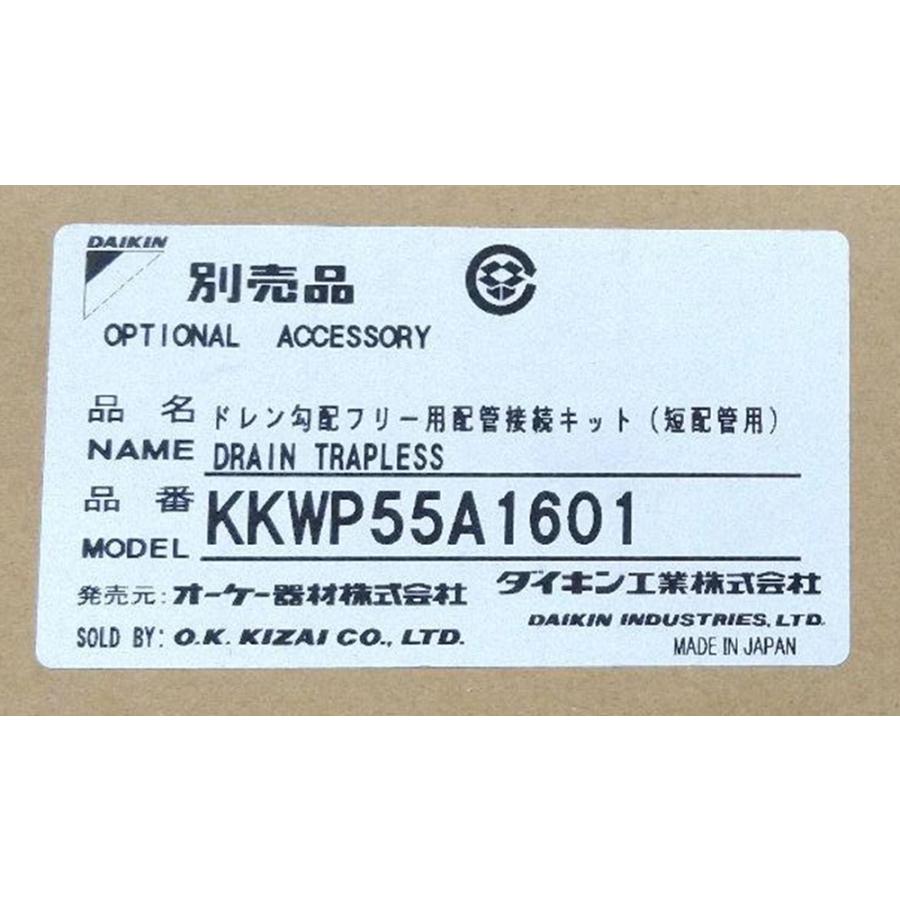 DAIKIN
別売品
OPTIONAL ACCESSORY
品名 ドレン勾配フリー用配管接続キット（短配管用）
NAME DRAIN TRAPLESS
品番 KKWP55A1601
MODEL
発売元：オーケー器材株式会社 ダイキン工業株式会社
SOLD BY: O.K. KIZAI CO., LTD. DAIKIN INDUSTRIES, LTD.
MADE IN JAPAN